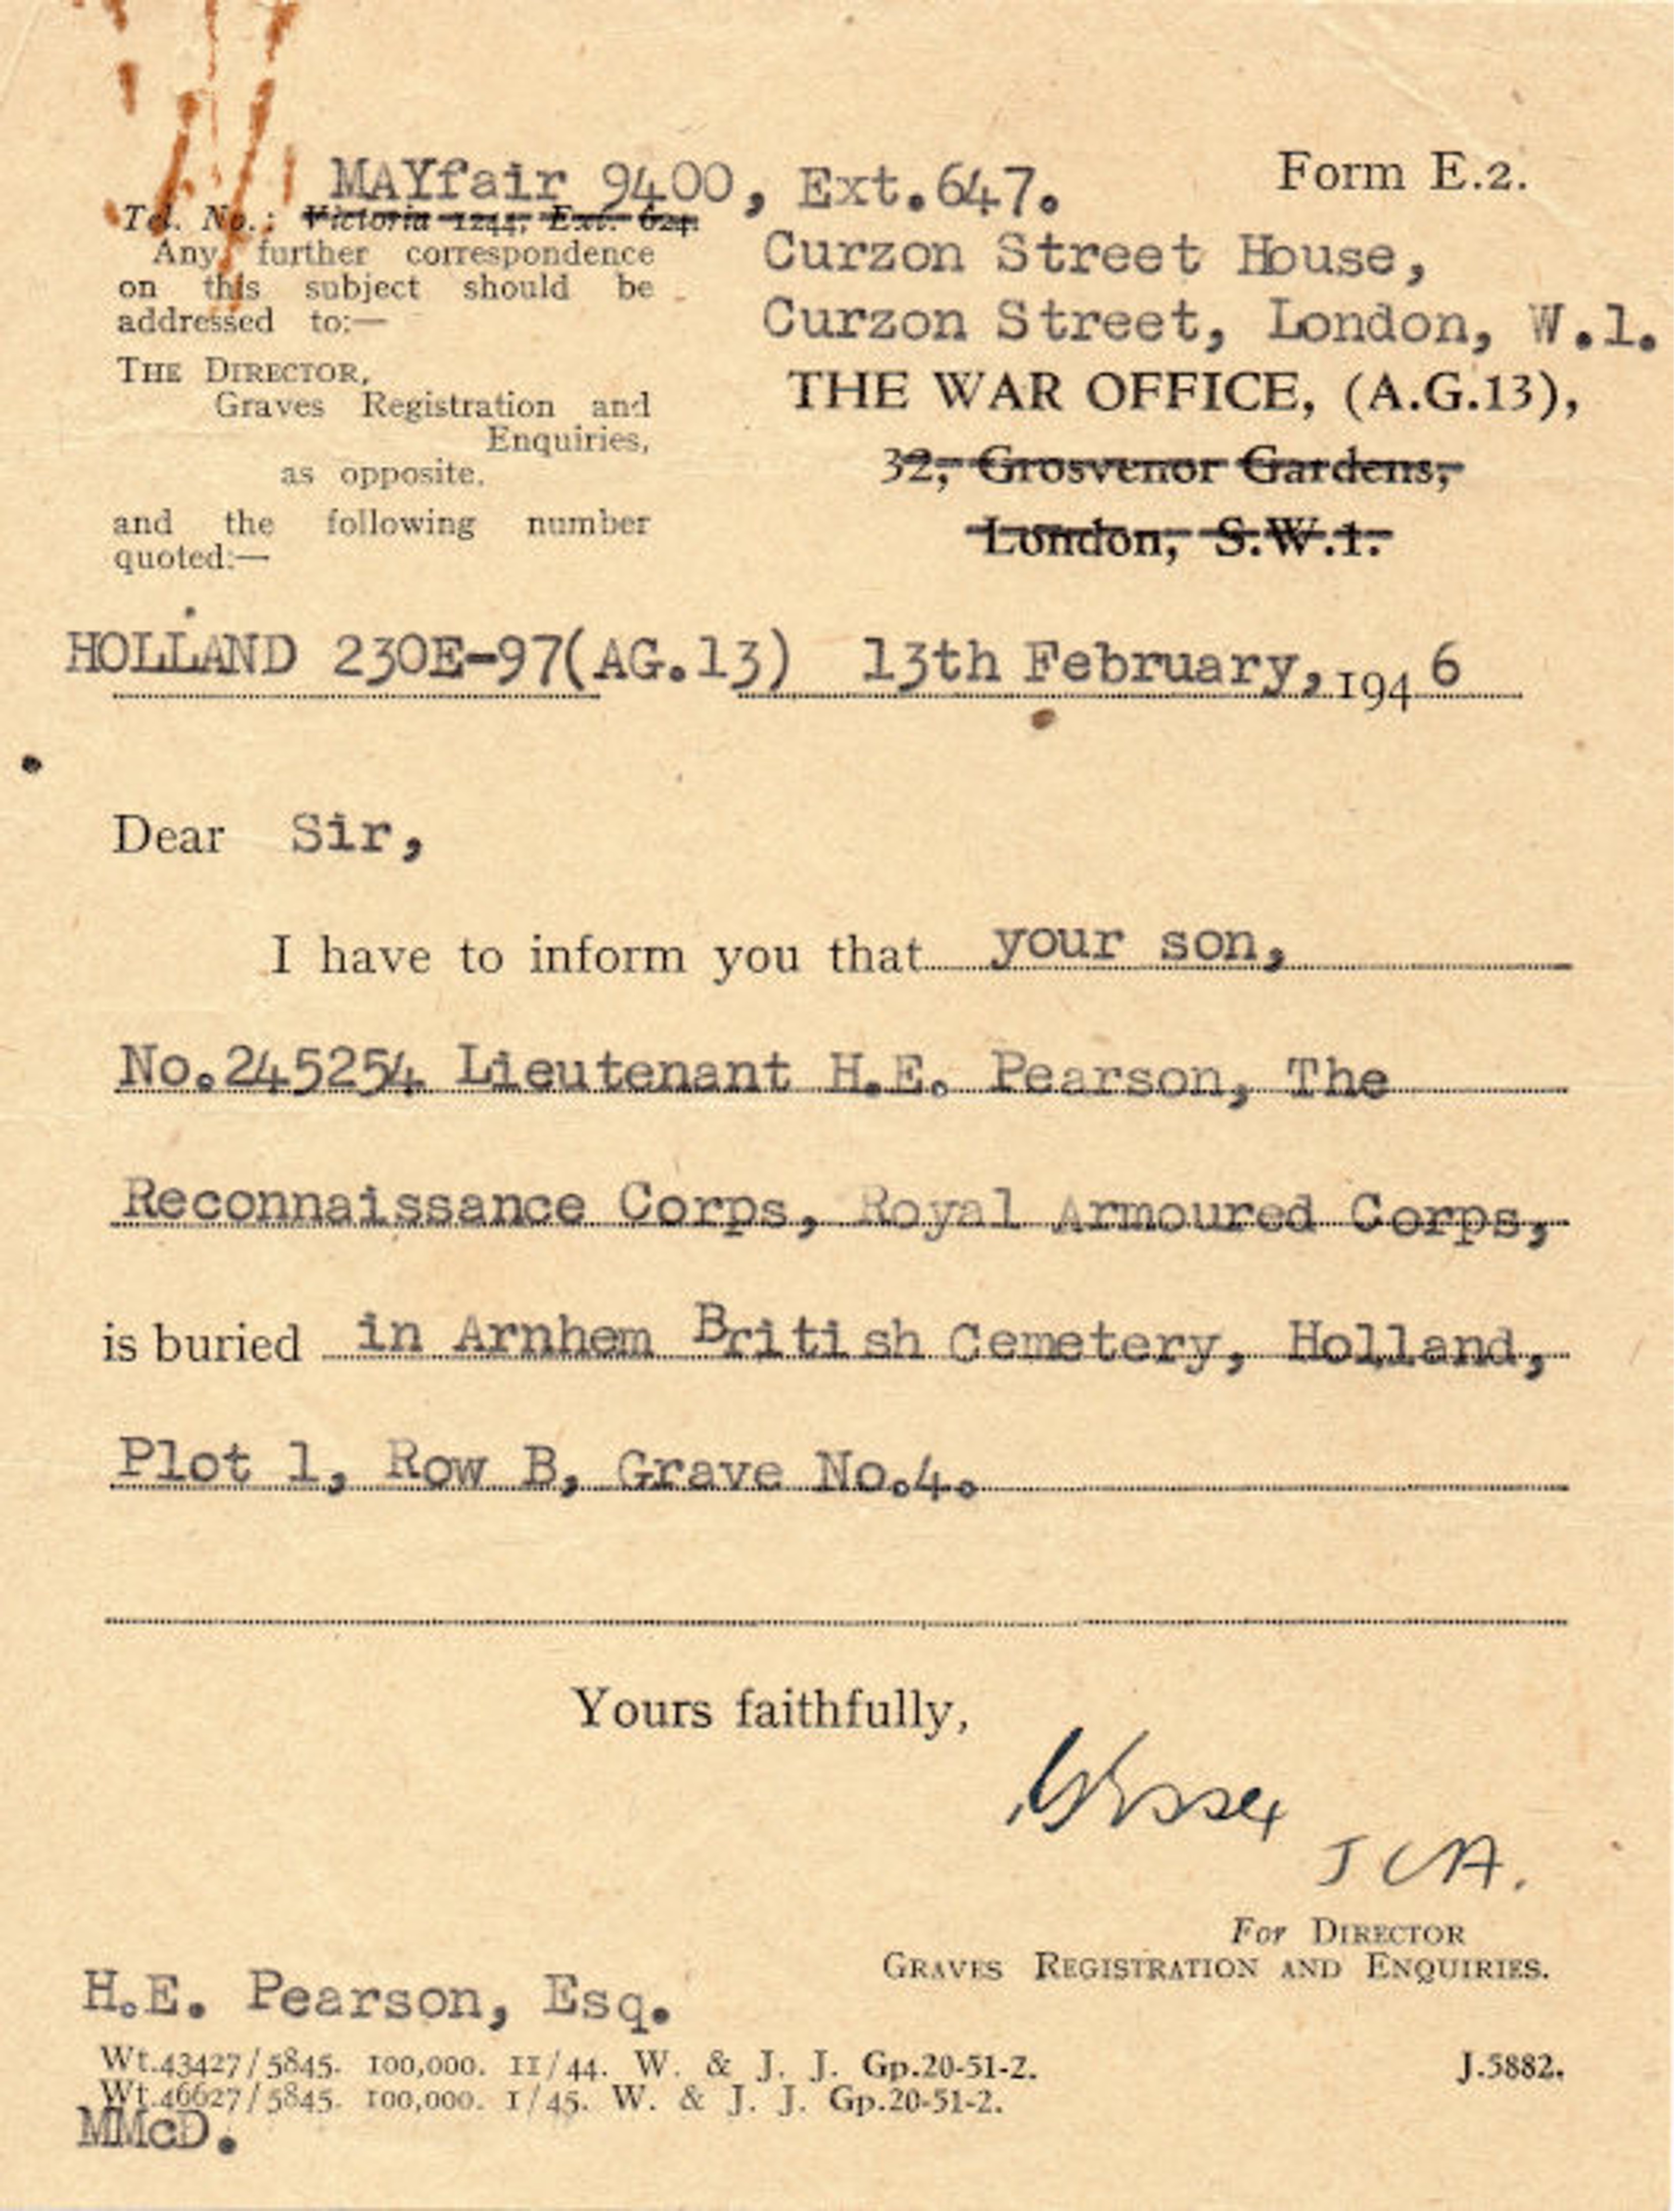 MAYfair 9400, Ext.647.
Form E.2.
Tel. No.: Victoria 1244, Ext. 624.
Any further correspondence
on this subject should be
addressed to:—
THE DIRECTOR,
Graves Registration and
Enquiries,
as opposite.
and the following number
quoted:—
Curzon Street House,
Curzon Street, London, W.1.
THE WAR OFFICE, (A.G.13),
32, Grosvenor Gardens,
London, S.W.1.
HOLLAND 230E-97(AG.13) 13th February, 1946
Dear Sir,
I have to inform you that your son,
No.245254 Lieutenant H.E. Pearson, The
Reconnaissance Corps, Royal Armoured Corps,
is buried in Arnhem British Cemetery, Holland,
Plot 1, Row B, Grave No.4.
Yours faithfully,
For DIRECTOR
GRAVES REGISTRATION AND ENQUIRIES.
H.E. Pearson, Esq.
Wt.43427/5845. 100,000. 11/44. W. & J. J. Gp.20-51-2. J.5882.
Wt.46627/5845. 100,000. 1/45. W. & J. J. Gp.20-51-2.
MMcD.